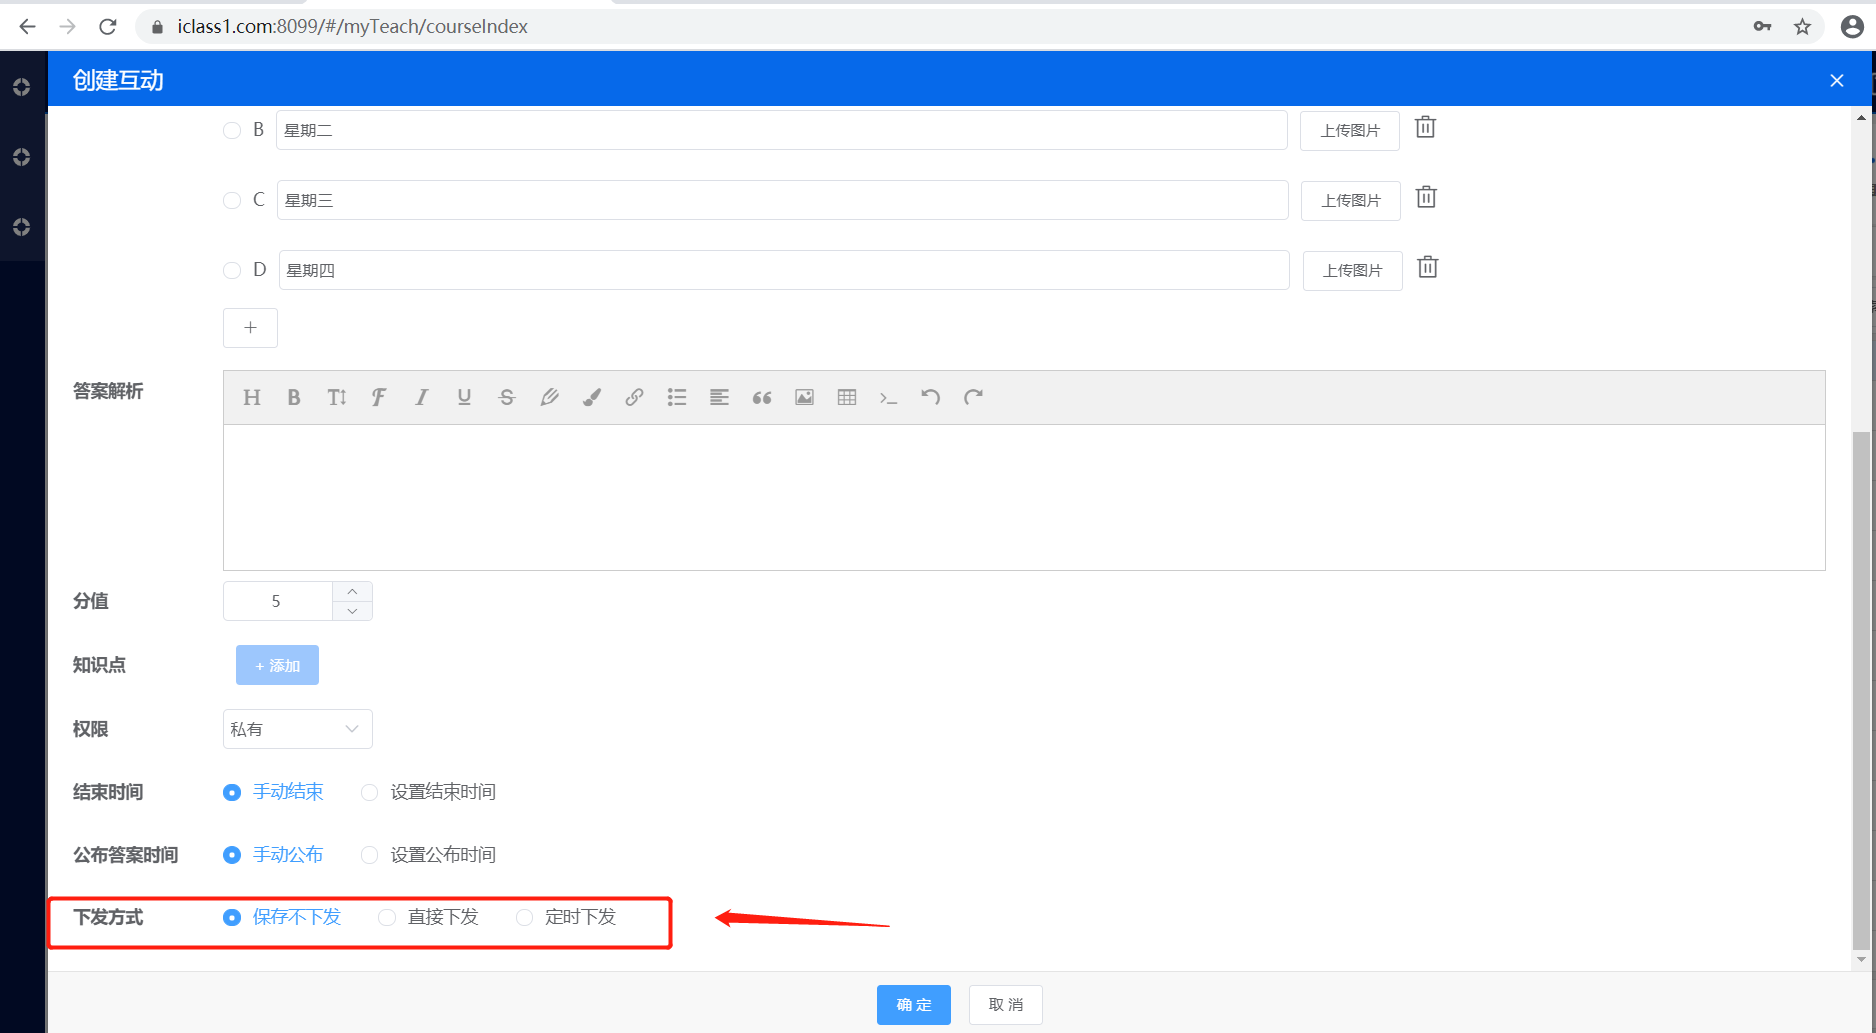 iclass1.com:8099/#/myTeach/courseIndex
创建互动
B 星期二 上传图片
C 星期三 上传图片
D 星期四 上传图片
+
答案解析
分值 5
知识点 + 添加
权限 私有
结束时间 手动结束 设置结束时间
公布答案时间 手动公布 设置公布时间
下发方式 保存不下发 直接下发 定时下发
确 定 取 消